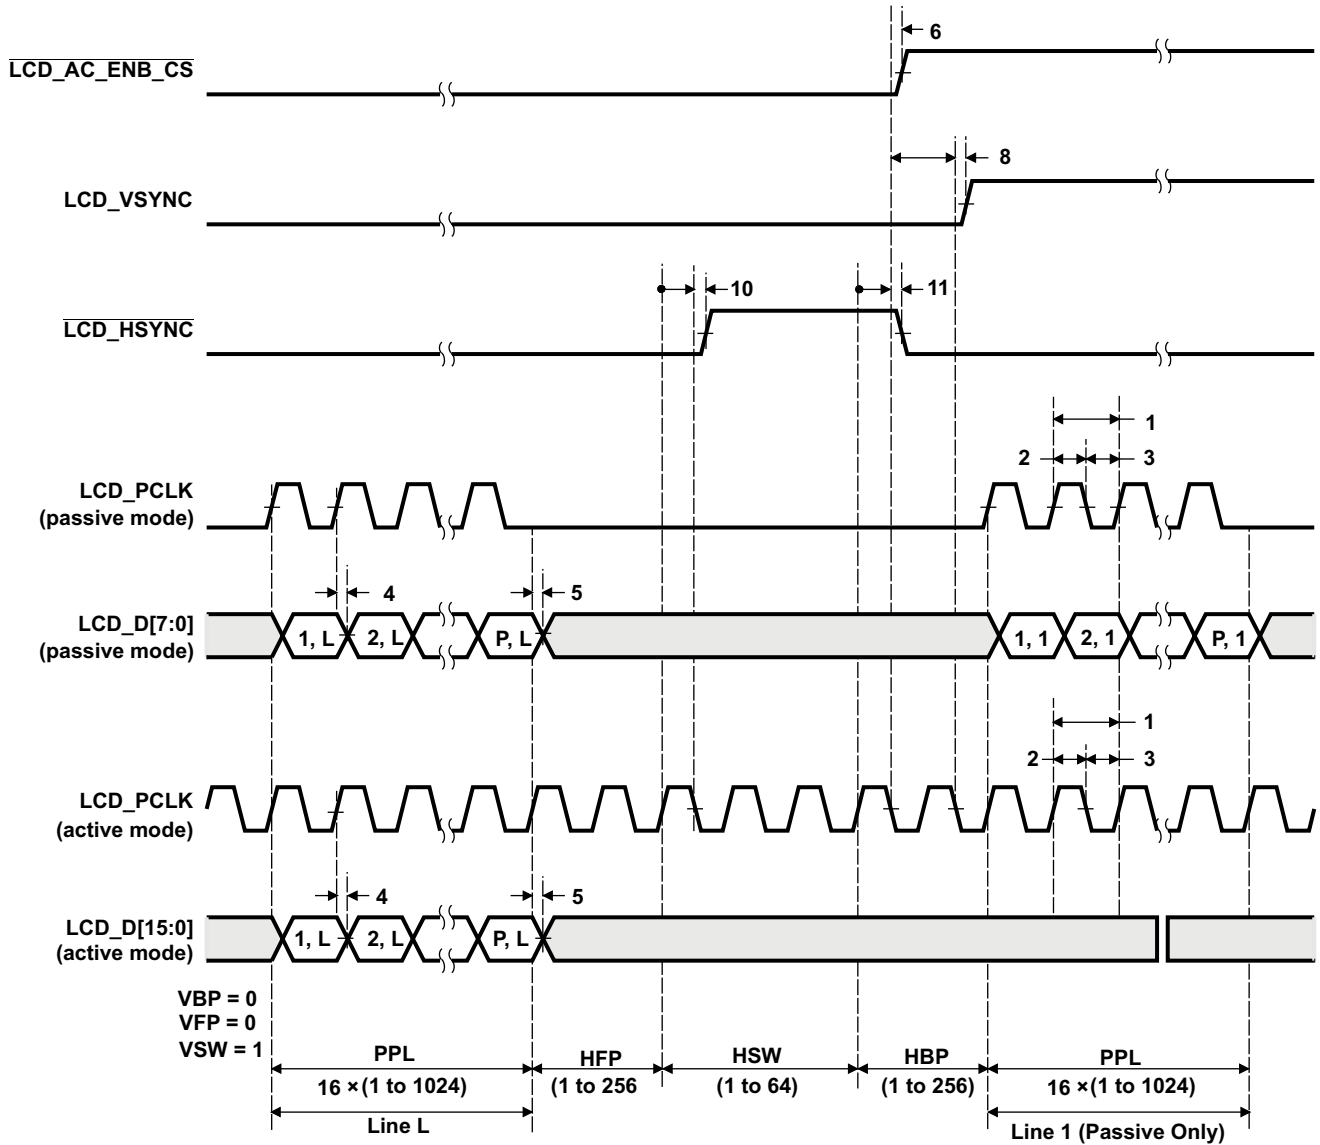 6
LCD_AC_ENB_CS
8
LCD_VSYNC
10
11
LCD_HSYNC
1
2
3
LCD_PCLK
(passive mode)
4
5
LCD_D[7:0]
(passive mode)
1, L
2, L
P, L
1, 1
2, 1
P, 1
1
2
3
LCD_PCLK
(active mode)
4
5
LCD_D[15:0]
(active mode)
1, L
2, L
P, L
VBP = 0
VFP = 0
VSW = 1
PPL
16 × (1 to 1024)
HFP
(1 to 256
HSW
(1 to 64)
HBP
(1 to 256)
PPL
16 × (1 to 1024)
Line L
Line 1 (Passive Only)